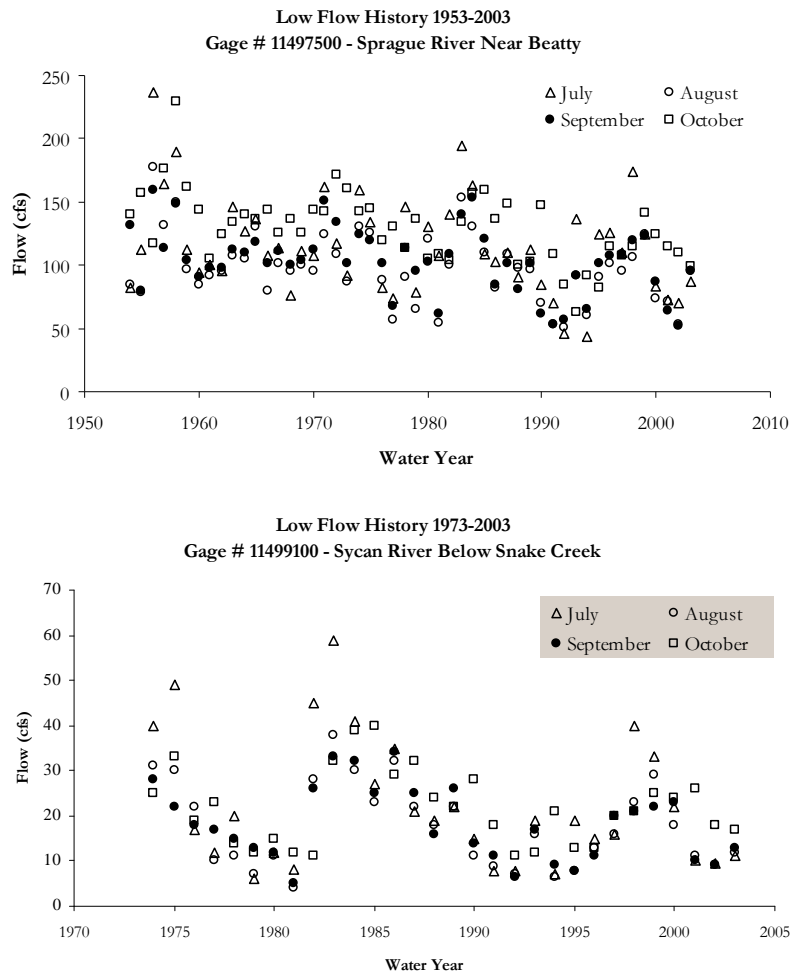 Low Flow History 1953-2003
Gage # 11497500 - Sprague River Near Beatty
250
200
150
100
50
0
Flow (cfs)
July August
September October
1950 1960 1970 1980 1990 2000 2010
Water Year
Low Flow History 1973-2003
Gage # 11499100 - Sycan River Below Snake Creek
70
60
50
40
30
20
10
0
Flow (cfs)
July August
September October
1970 1975 1980 1985 1990 1995 2000 2005
Water Year